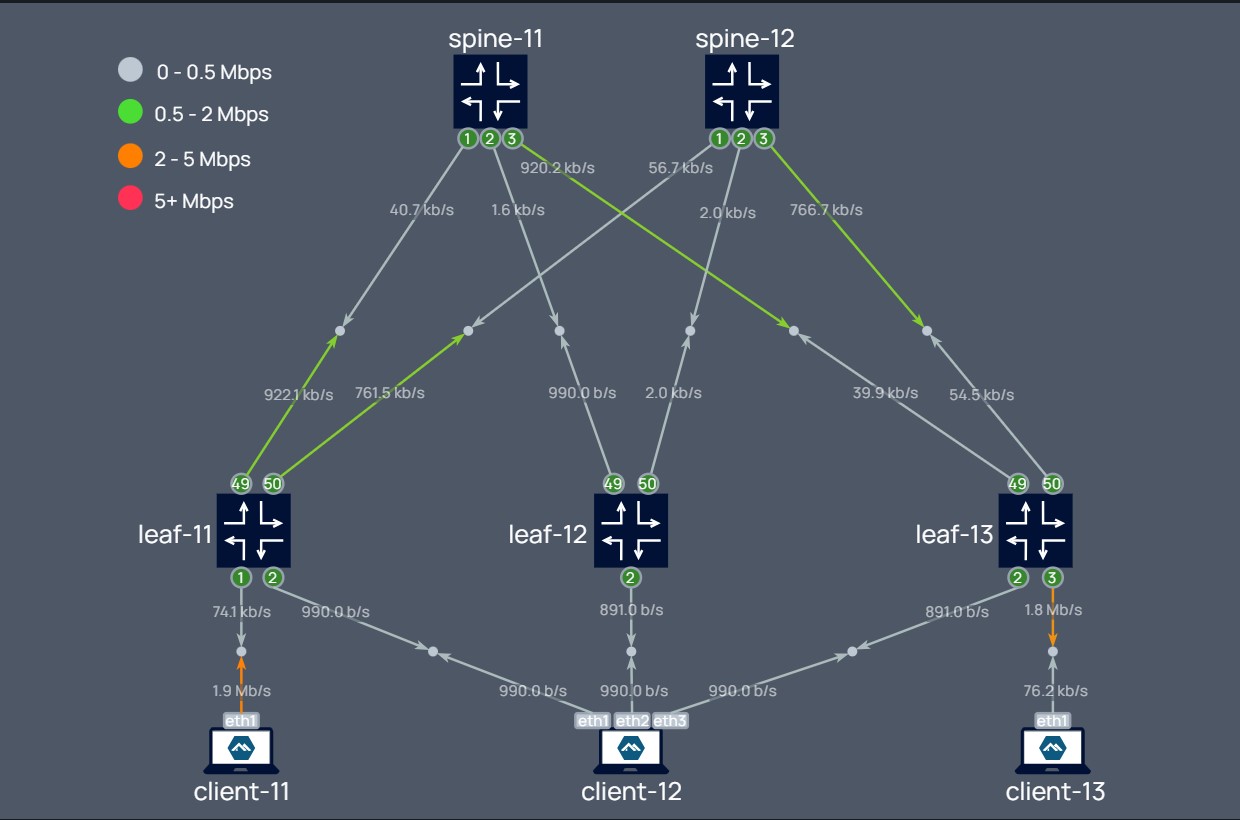 spine-11
spine-12
0 - 0.5 Mbps
0.5 - 2 Mbps
2 - 5 Mbps
5+ Mbps
1 2 3
1 2 3
920.2 kb/s
56.7 kb/s
40.7 kb/s
1.6 kb/s
2.0 kb/s
766.7 kb/s
922.1 kb/s
761.5 kb/s
990.0 b/s
2.0 kb/s
39.9 kb/s
54.5 kb/s
49 50
49 50
49 50
leaf-11
leaf-12
leaf-13
1 2
2
2 3
74.1 kb/s
990.0 b/s
891.0 b/s
891.0 b/s
1.8 Mb/s
1.9 Mb/s
990.0 b/s
990.0 b/s
990.0 b/s
76.2 kb/s
eth1
eth1 eth2 eth3
eth1
client-11
client-12
client-13